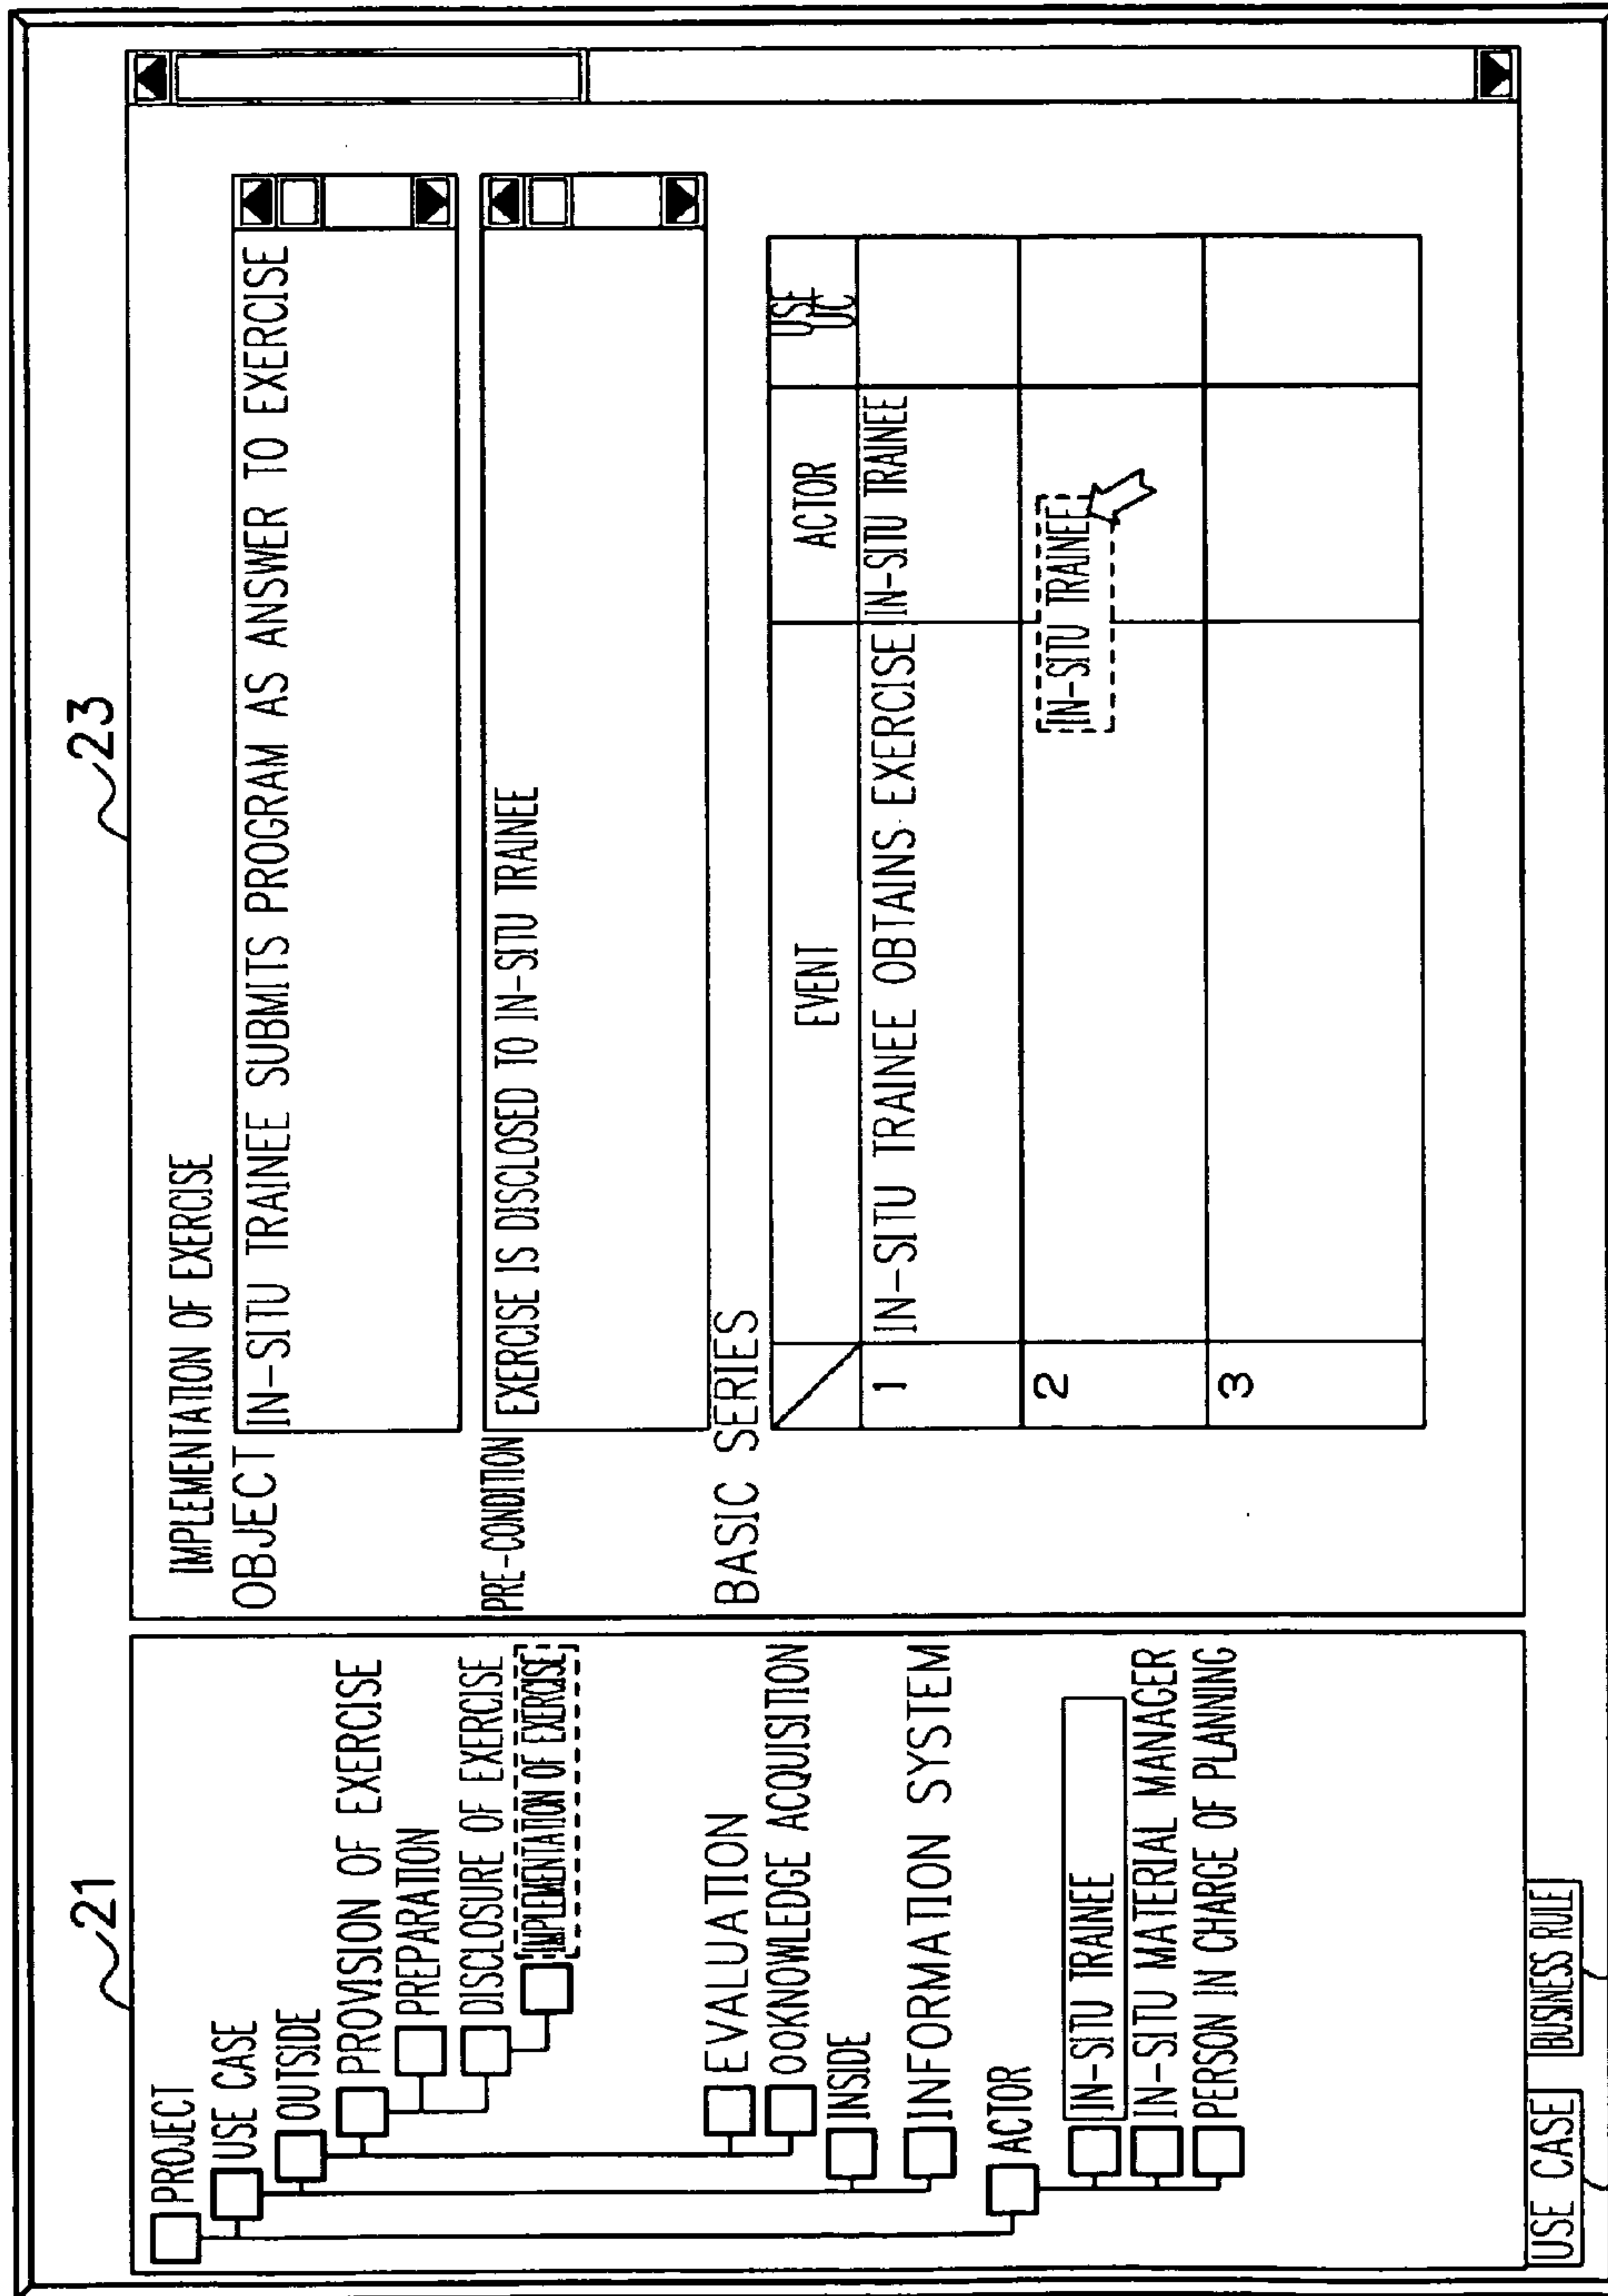 21
PROJECT
USE CASE
OUTSIDE
PROVISION OF EXERCISE
PREPARATION
DISCLOSURE OF EXERCISE
IMPLEMENTATION OF EXERCISE
EVALUATION
OOKNOWLEDGE ACQUISITION
INSIDE
INFORMATION SYSTEM
ACTOR
IN-SITU TRAINEE
IN-SITU MATERIAL MANAGER
PERSON IN CHARGE OF PLANNING
USE CASE
BUSINESS RULE
23
IMPLEMENTATION OF EXERCISE
OBJECT
IN-SITU TRAINEE SUBMITS PROGRAM AS ANSWER TO EXERCISE
PRE-CONDITION
EXERCISE IS DISCLOSED TO IN-SITU TRAINEE
BASIC SERIES
EVENT ACTOR USE
UC
1 IN-SITU TRAINEE OBTAINS EXERCISE IN-SITU TRAINEE
2 IN-SITU TRAINEE
3